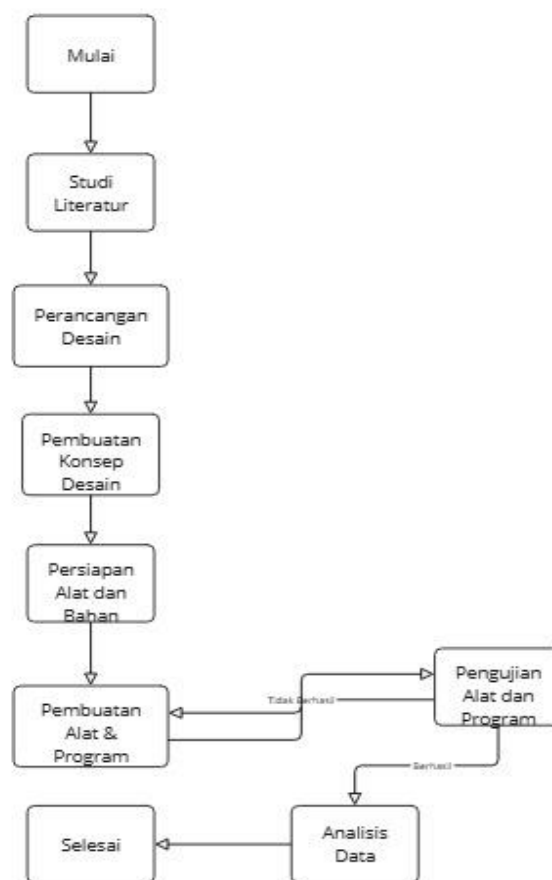 Mulai
Studi
Literatur
Perancangan
Desain
Pembuatan
Konsep
Desain
Persiapan
Alat dan
Bahan
Pembuatan
Alat &
Program
Tidak Berhasil
Pengujian
Alat dan
Program
Berhasil
Analisis
Data
Selesai